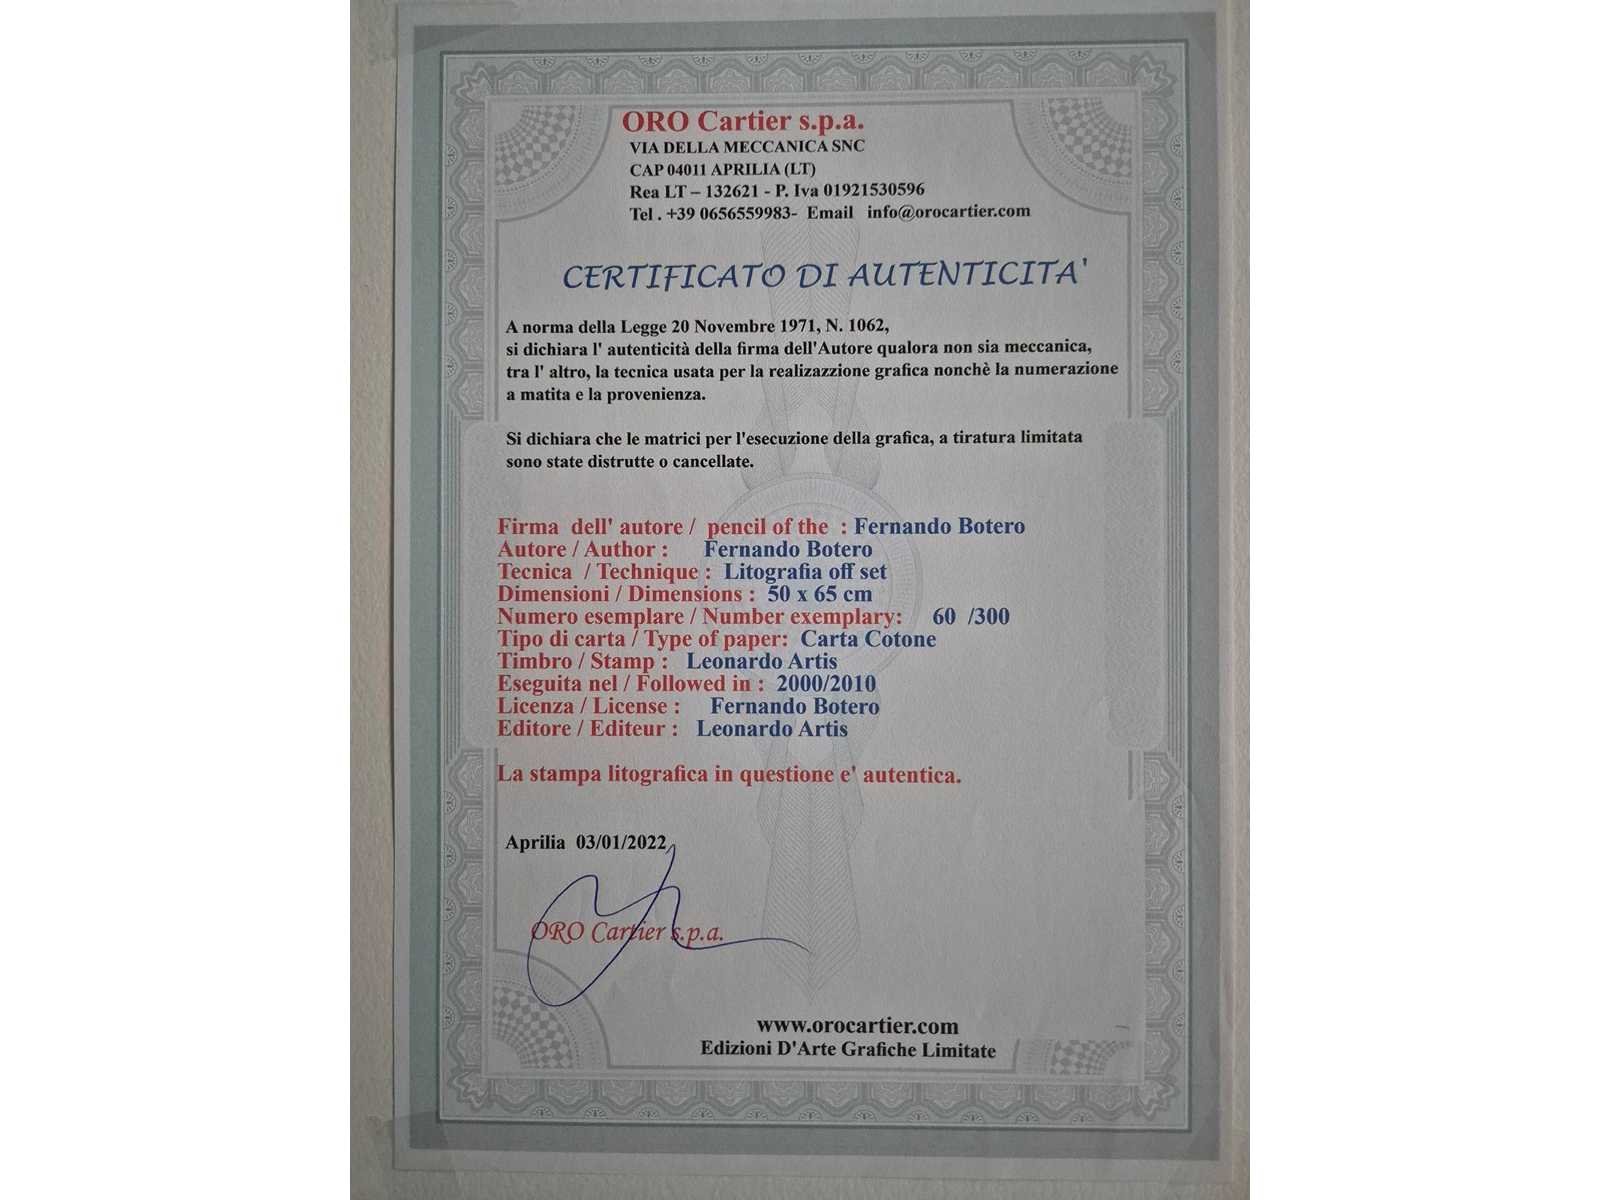 ORO Cartier s.p.a.
VIA DELLA MECCANICA SNC
CAP 04011 APRILIA (LT)
Rea LT – 132621 - P. Iva 01921530596
Tel . +39 0656559983- Email info@orocartier.com
CERTIFICATO DI AUTENTICITA'
A norma della Legge 20 Novembre 1971, N. 1062,
si dichiara l' autenticità della firma dell'Autore qualora non sia meccanica,
tra l' altro, la tecnica usata per la realizazzione grafica nonchè la numerazione
a matita e la provenienza.
Si dichiara che le matrici per l'esecuzione della grafica, a tiratura limitata
sono state distrutte o cancellate.
Firma dell' autore / pencil of the : Fernando Botero
Autore / Author : Fernando Botero
Tecnica / Technique : Litografia off set
Dimensioni / Dimensions : 50 x 65 cm
Numero esemplare / Number exemplary: 60 /300
Tipo di carta / Type of paper: Carta Cotone
Timbro / Stamp : Leonardo Artis
Eseguita nel / Followed in : 2000/2010
Licenza / License : Fernando Botero
Editore / Editeur : Leonardo Artis
La stampa litografica in questione e' autentica.
Aprilia 03/01/2022
ORO Cartier s.p.a.
www.orocartier.com
Edizioni D'Arte Grafiche Limitate